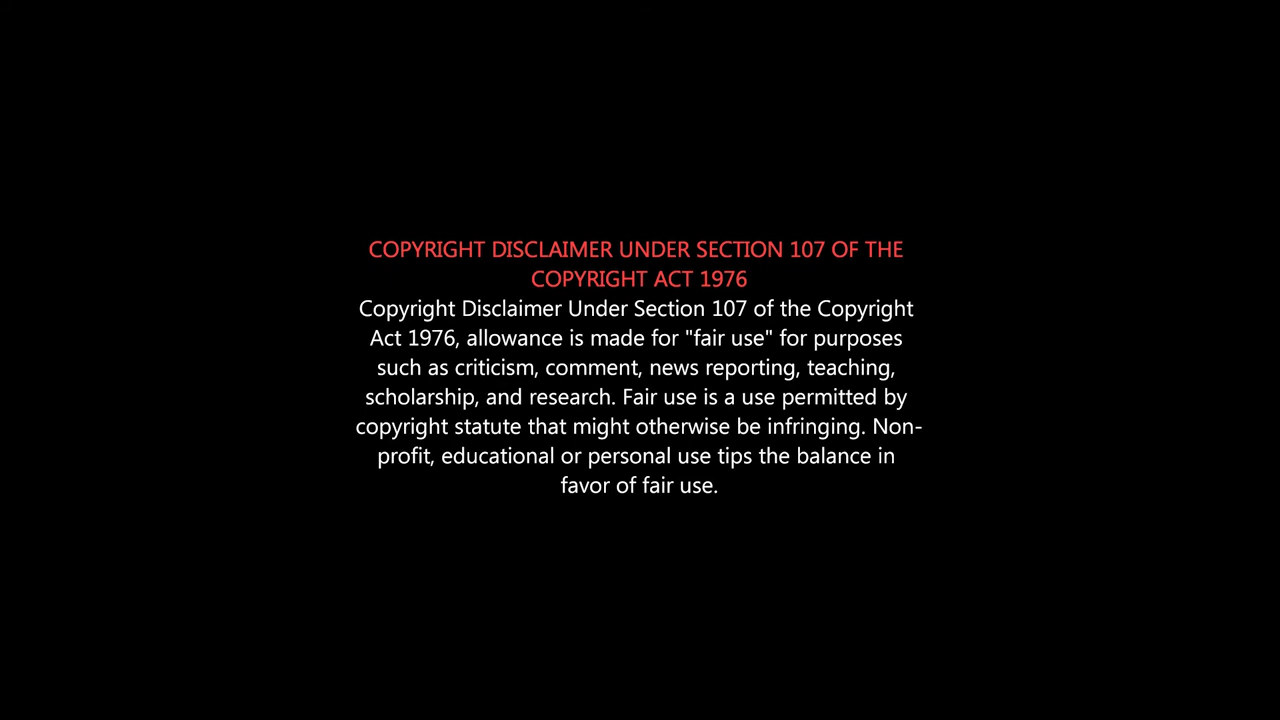 COPYRIGHT DISCLAIMER UNDER SECTION 107 OF THE
COPYRIGHT ACT 1976
Copyright Disclaimer Under Section 107 of the Copyright
Act 1976, allowance is made for "fair use" for purposes
such as criticism, comment, news reporting, teaching,
scholarship, and research. Fair use is a use permitted by
copyright statute that might otherwise be infringing. Non-
profit, educational or personal use tips the balance in
favor of fair use.